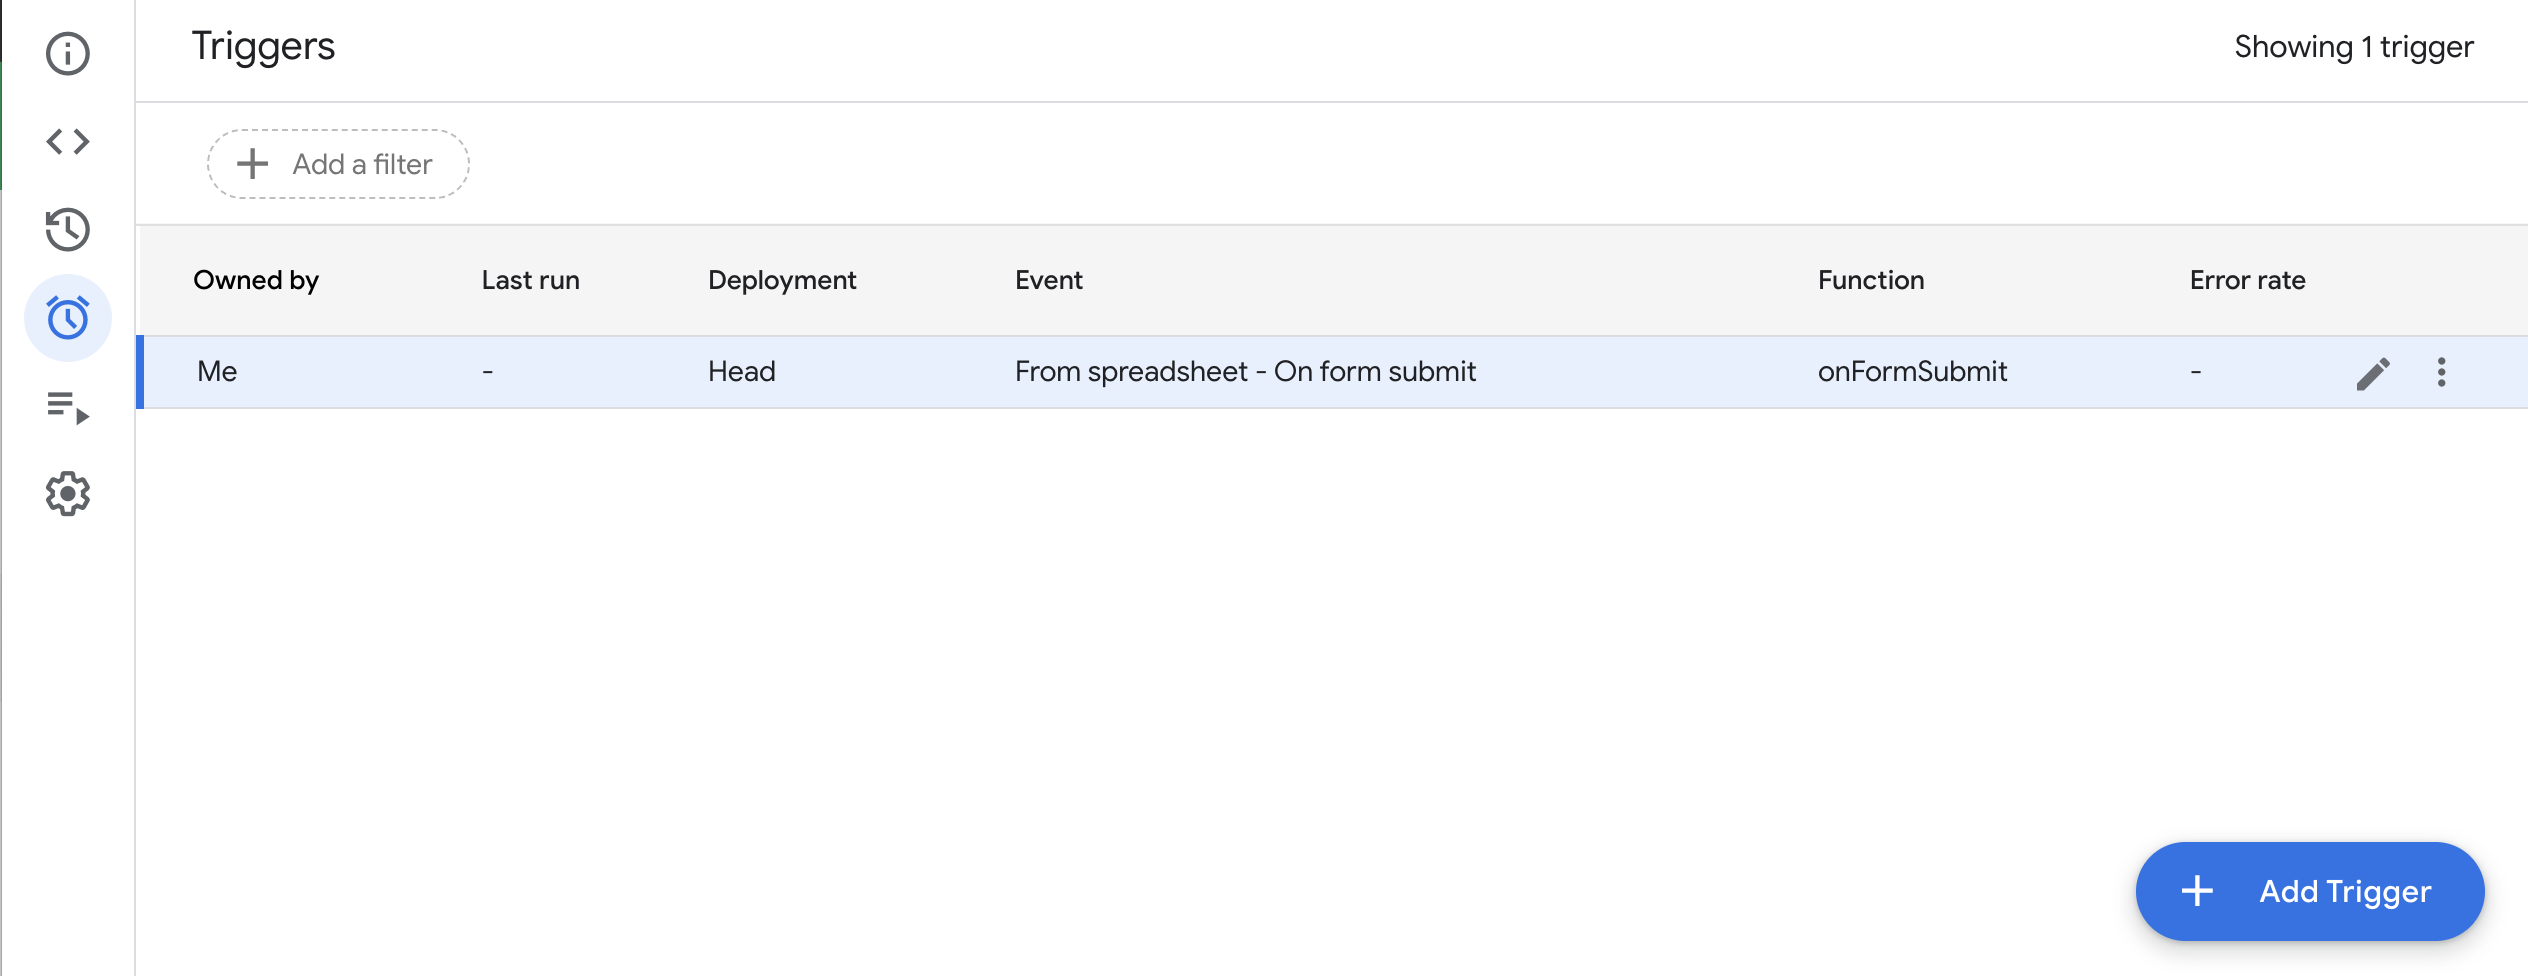 Triggers
Showing 1 trigger
Add a filter
Owned by Last run Deployment Event Function Error rate
Me - Head From spreadsheet - On form submit onFormSubmit -
Add Trigger